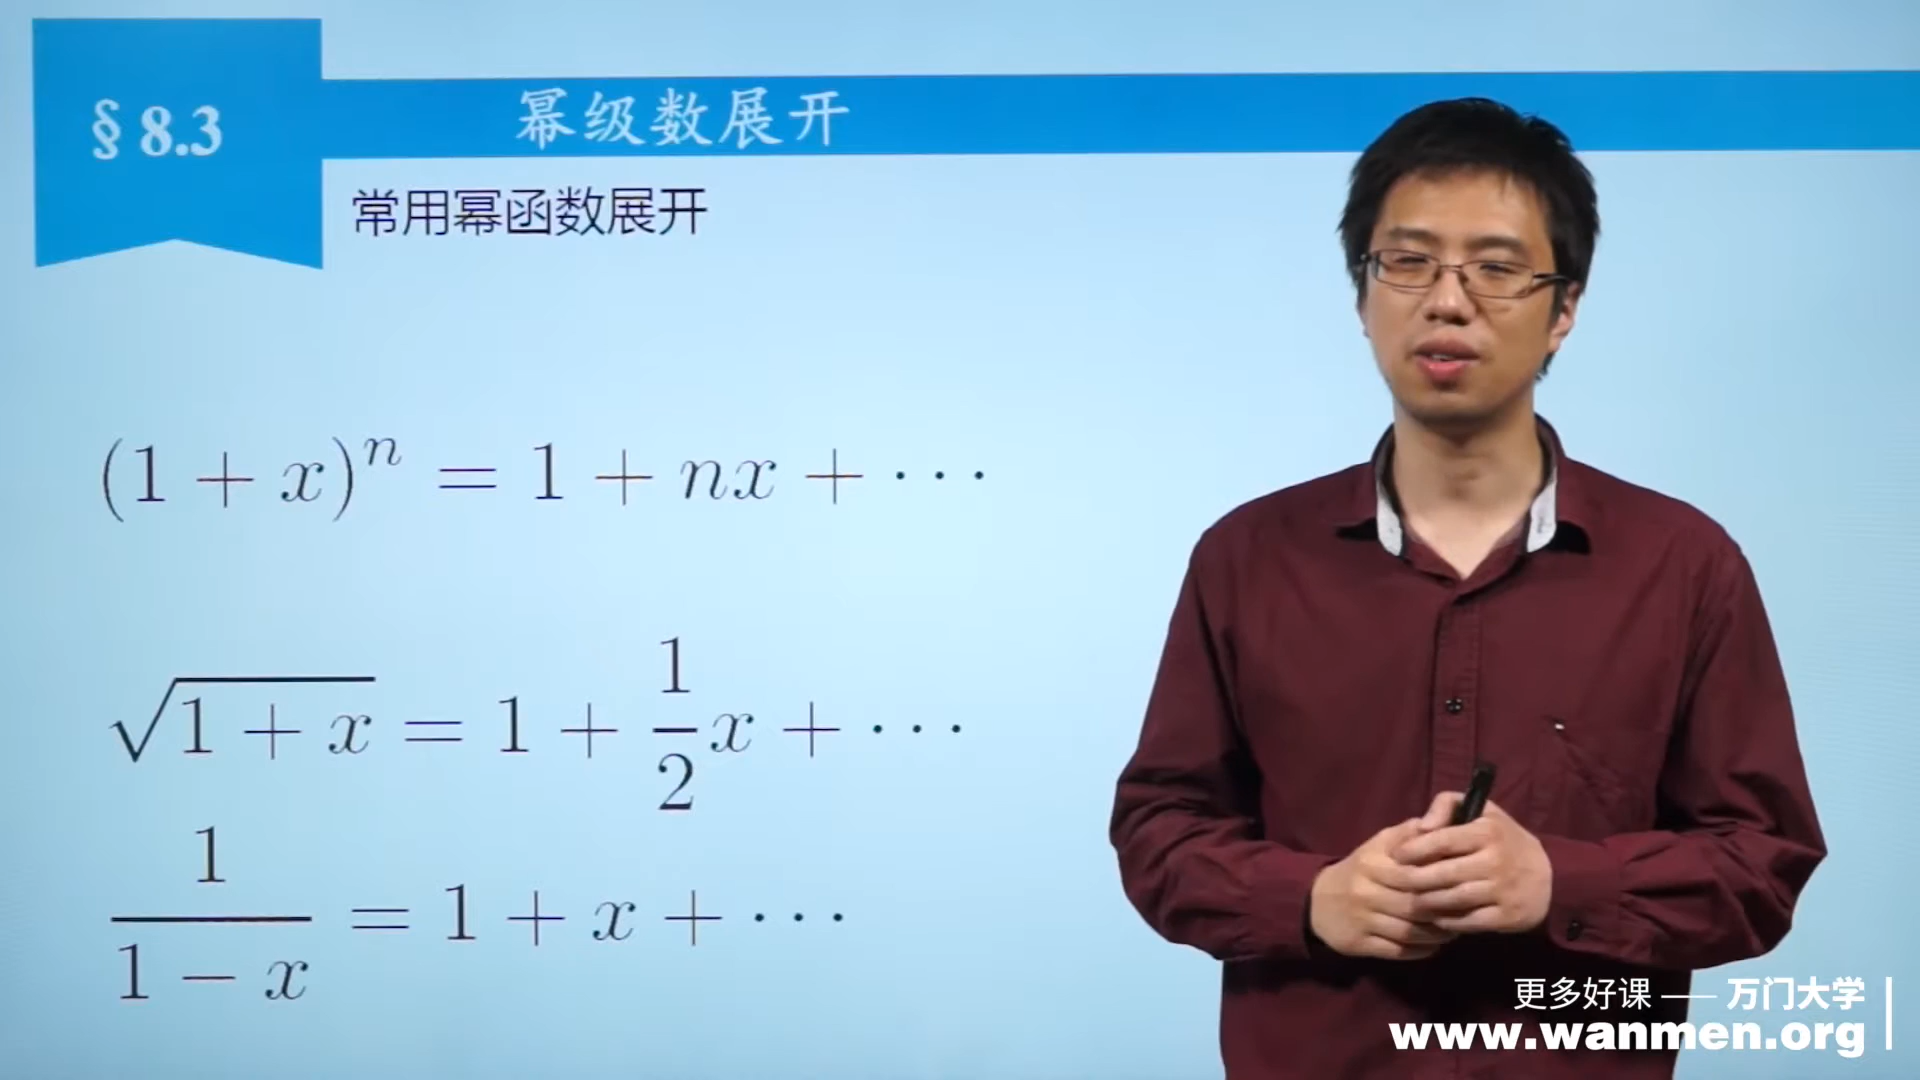 § 8.3
幂级数展开
常用幂函数展开
(1 + x)^n = 1 + nx + ⋯
√(1 + x) = 1 + 1/2 x + ⋯
1/(1 − x) = 1 + x + ⋯
更多好课 —— 万门大学
www.wanmen.org